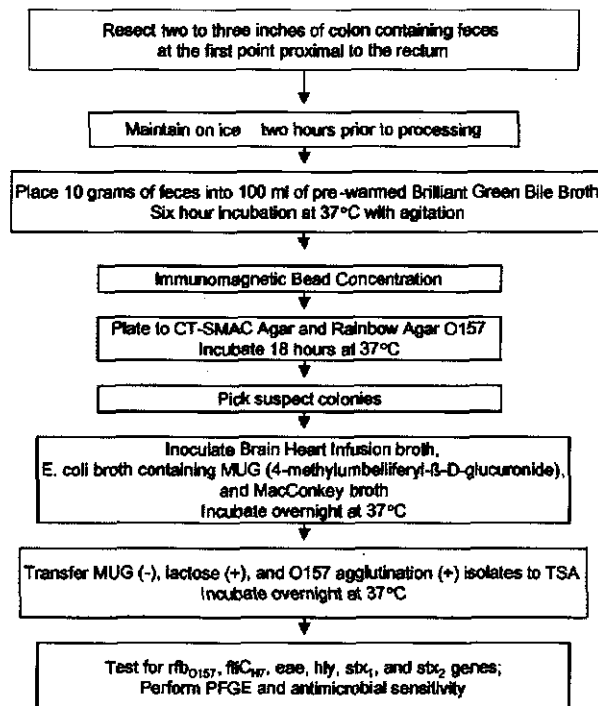 Resect two to three inches of colon containing feces
at the first point proximal to the rectum
Maintain on ice two hours prior to processing
Place 10 grams of feces into 100 ml of pre-warmed Brilliant Green Bile Broth
Six hour incubation at 37°C with agitation
Immunomagnetic Bead Concentration
Plate to CT-SMAC Agar and Rainbow Agar O157
Incubate 18 hours at 37°C
Pick suspect colonies
Inoculate Brain Heart Infusion broth,
E. coli broth containing MUG (4-methylumbelliferyl-ß-D-glucuronide),
and MacConkey broth
Incubate overnight at 37°C
Transfer MUG (-), lactose (+), and O157 agglutination (+) isolates to TSA
Incubate overnight at 37°C
Test for rfb₀₁₅₇, fliC_H7, eae, hly, stx₁, and stx₂ genes;
Perform PFGE and antimicrobial sensitivity